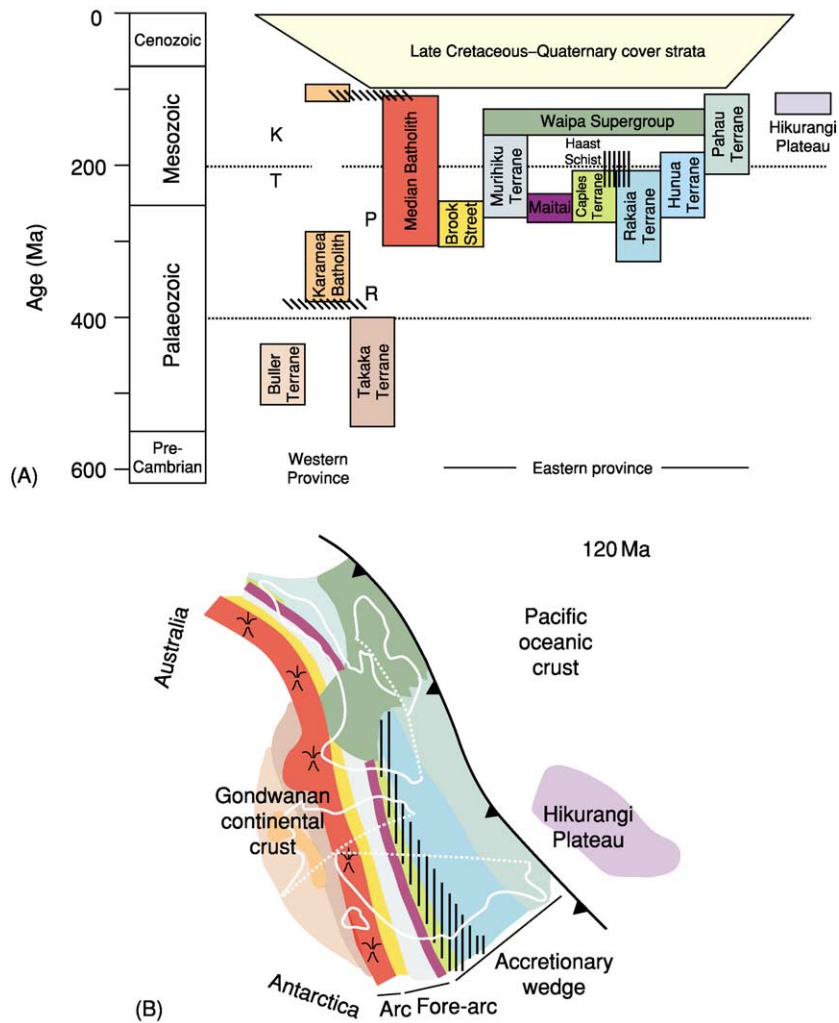 0
Cenozoic
Late Cretaceous–Quaternary cover strata
Mesozoic
K
Median Batholith
Waipa Supergroup
Haast
Schist
Murihiku
Terrane
Pahau
Terrane
Hikurangi
Plateau
200
T
P
Brook
Street
Maitai
Caples
Terrane
Rakaia
Terrane
Hunua
Terrane
Age (Ma)
Palaeozoic
Karamea
Batholith
R
400
Buller
Terrane
Takaka
Terrane
Pre-
Cambrian
Western
Province
Eastern province
600
(A)
120 Ma
Pacific
oceanic
crust
Australia
Gondwanan
continental
crust
Hikurangi
Plateau
Antarctica
Arc
Fore-arc
Accretionary
wedge
(B)